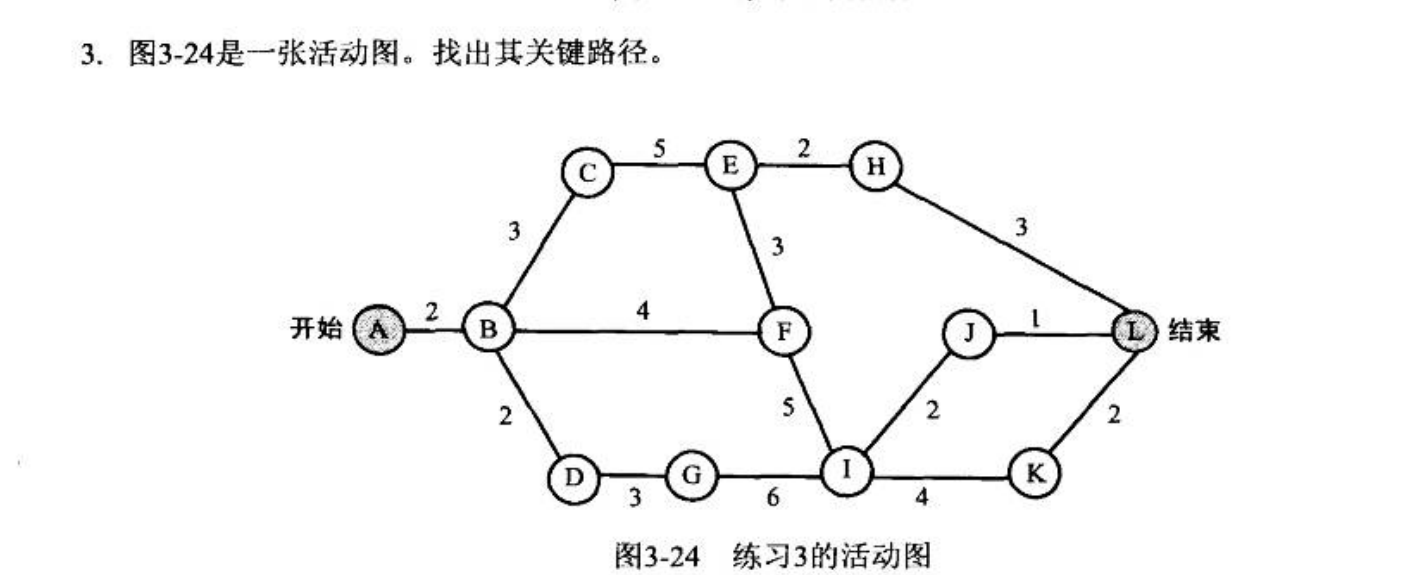 3. 图3-24是一张活动图。找出其关键路径。
C 5 E 2 H
3 3 3
开始 A 2 B 4 F J 1 L 结束
2 5 2 2
D 3 G 6 I 4 K
图3-24 练习3的活动图